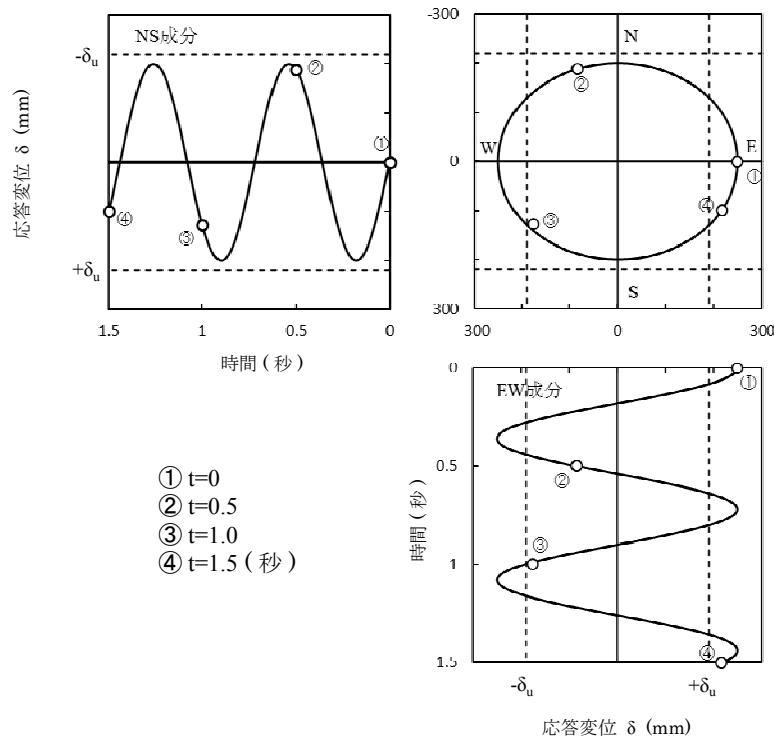 NS成分
-δu
+δu
応答変位 δ (mm)
①
②
③
④
1.5 1 0.5 0
時間 ( 秒 )
-300
0
300
N
②
W
E
①
④
③
S
300 0 300
0
EW成分
①
0.5
②
③
1
④
1.5
時間 ( 秒 )
-δu
+δu
応答変位 δ (mm)
① t=0
② t=0.5
③ t=1.0
④ t=1.5 ( 秒 )